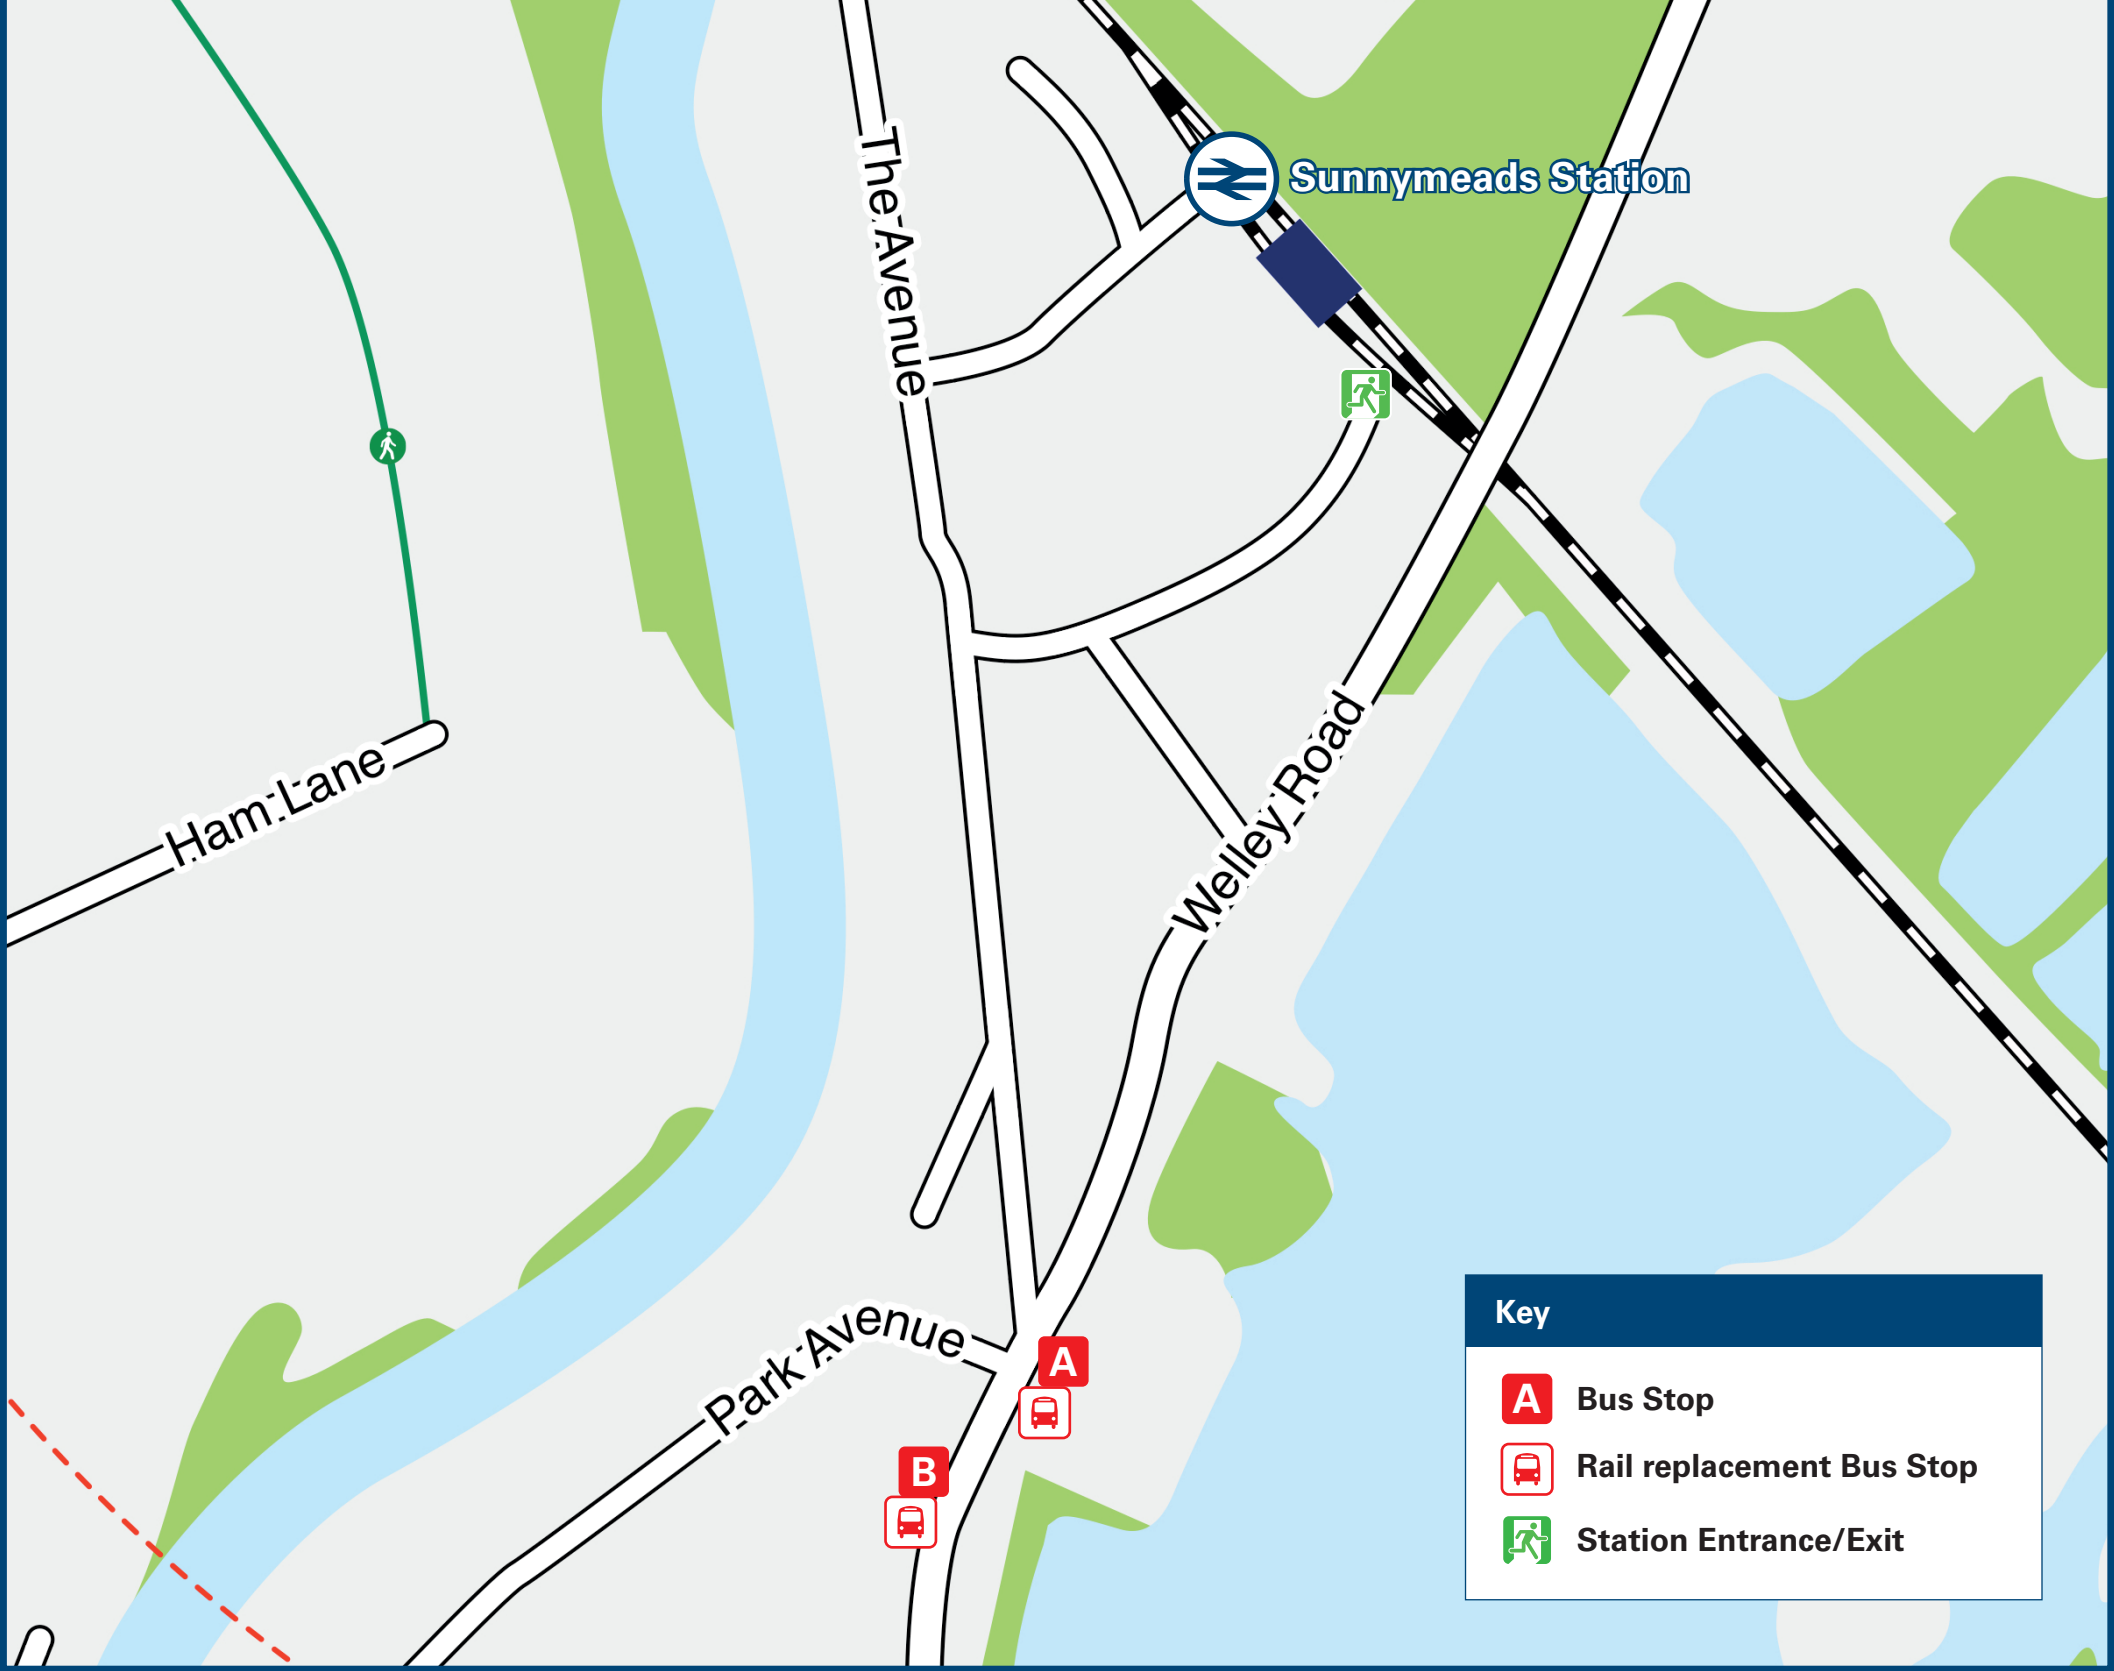 The Avenue
Sunnymeads Station
Ham Lane
Welley Road
Park Avenue
A
B
Key
A Bus Stop
Rail replacement Bus Stop
Station Entrance/Exit